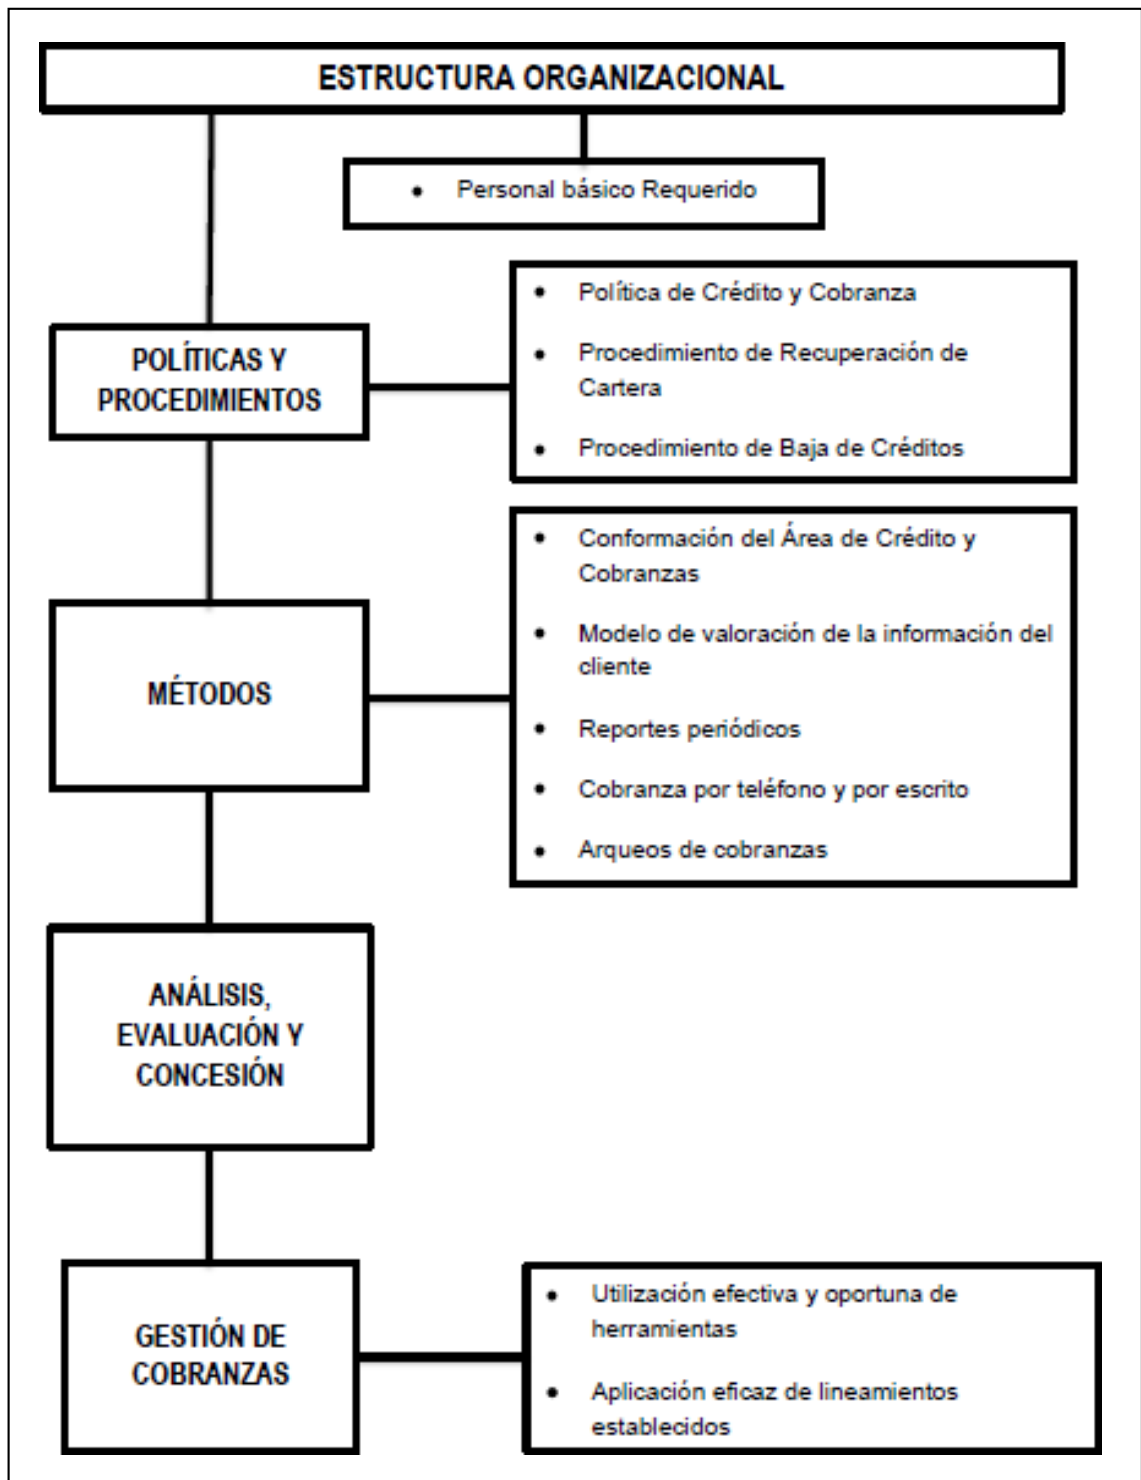 ESTRUCTURA ORGANIZACIONAL
• Personal básico Requerido
POLÍTICAS Y
PROCEDIMIENTOS
• Política de Crédito y Cobranza
• Procedimiento de Recuperación de
Cartera
• Procedimiento de Baja de Créditos
MÉTODOS
• Conformación del Área de Crédito y
Cobranzas
• Modelo de valoración de la información del
cliente
• Reportes periódicos
• Cobranza por teléfono y por escrito
• Arqueos de cobranzas
ANÁLISIS,
EVALUACIÓN Y
CONCESIÓN
GESTIÓN DE
COBRANZAS
• Utilización efectiva y oportuna de
herramientas
• Aplicación eficaz de lineamientos
establecidos